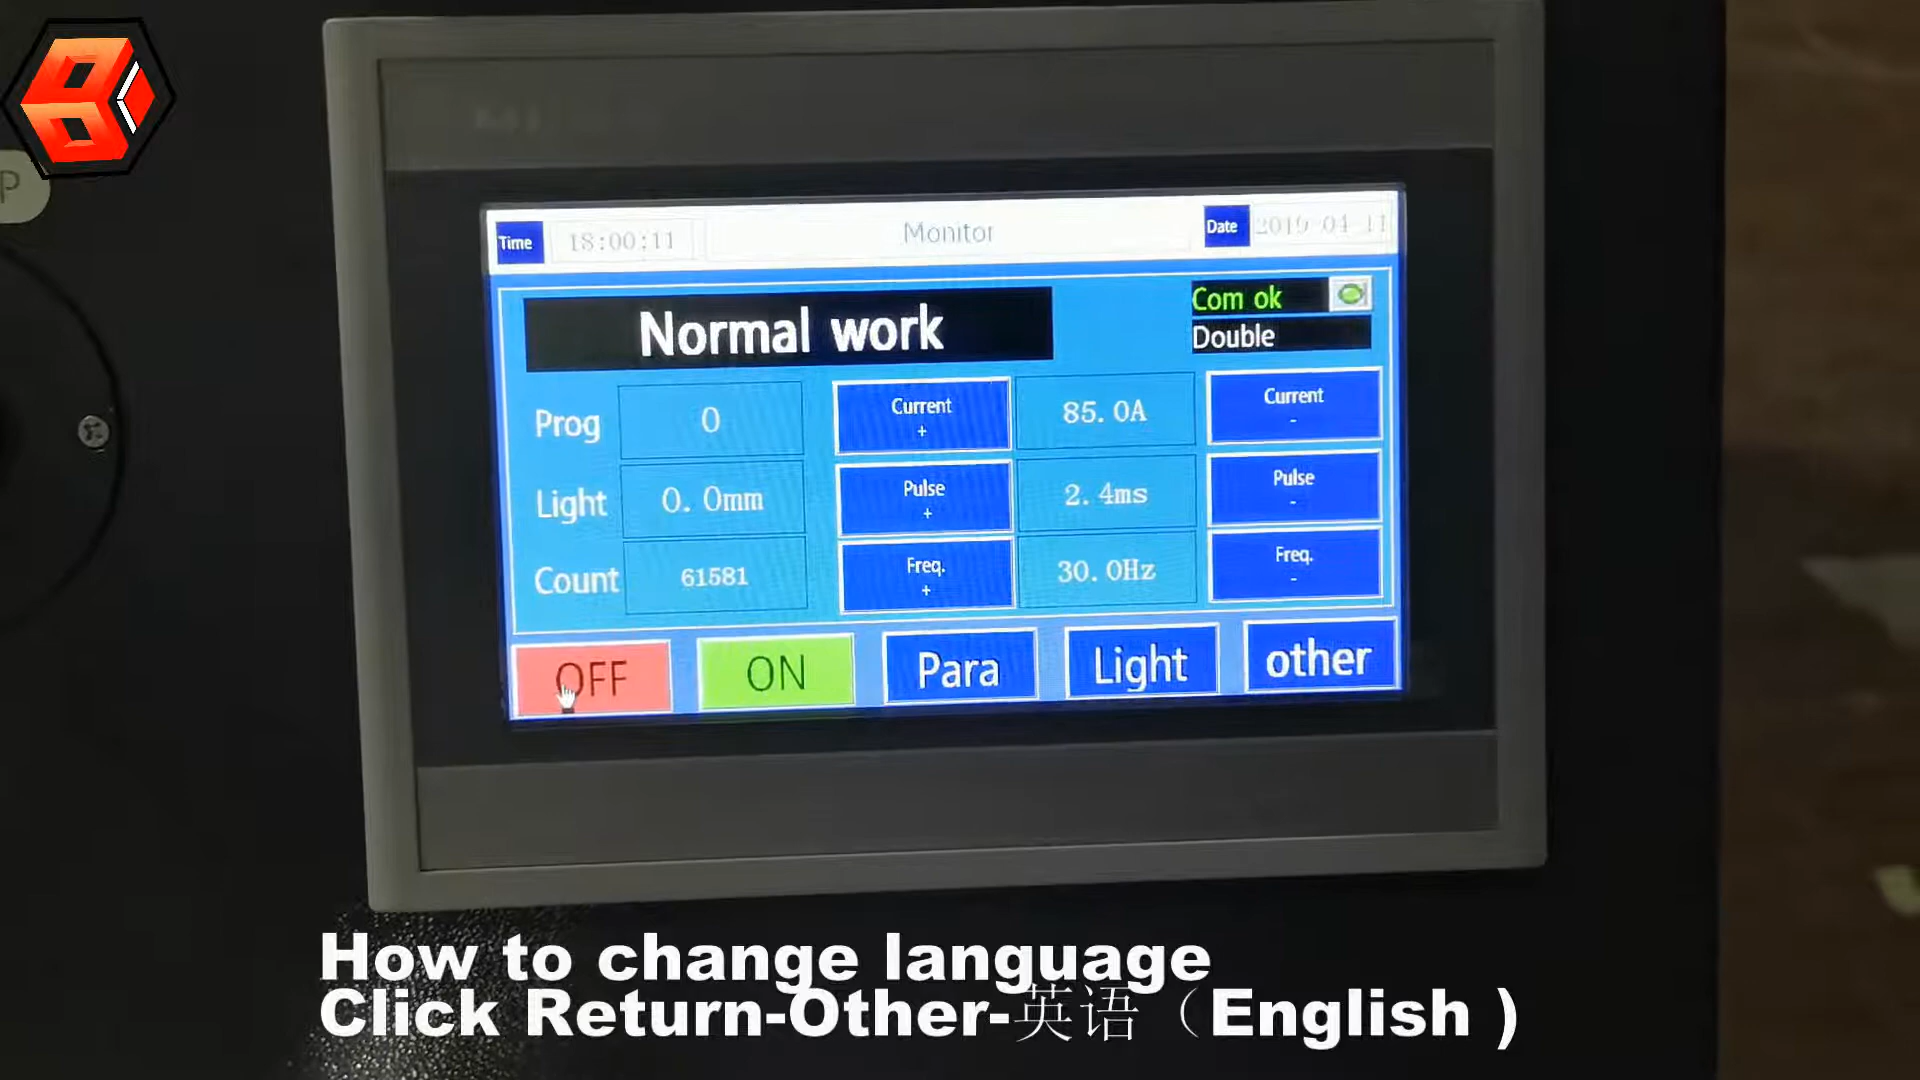 P
Time 18:00:11 Monitor Date 2019-04-11
Normal work
Com ok
Double
Prog 0 Current + 85.0A Current -
Light 0.0mm Pulse + 2.4ms Pulse -
Count 61581 Freq. + 30.0Hz Freq. -
OFF ON Para Light other
How to change language
Click Return-Other-英语（English )